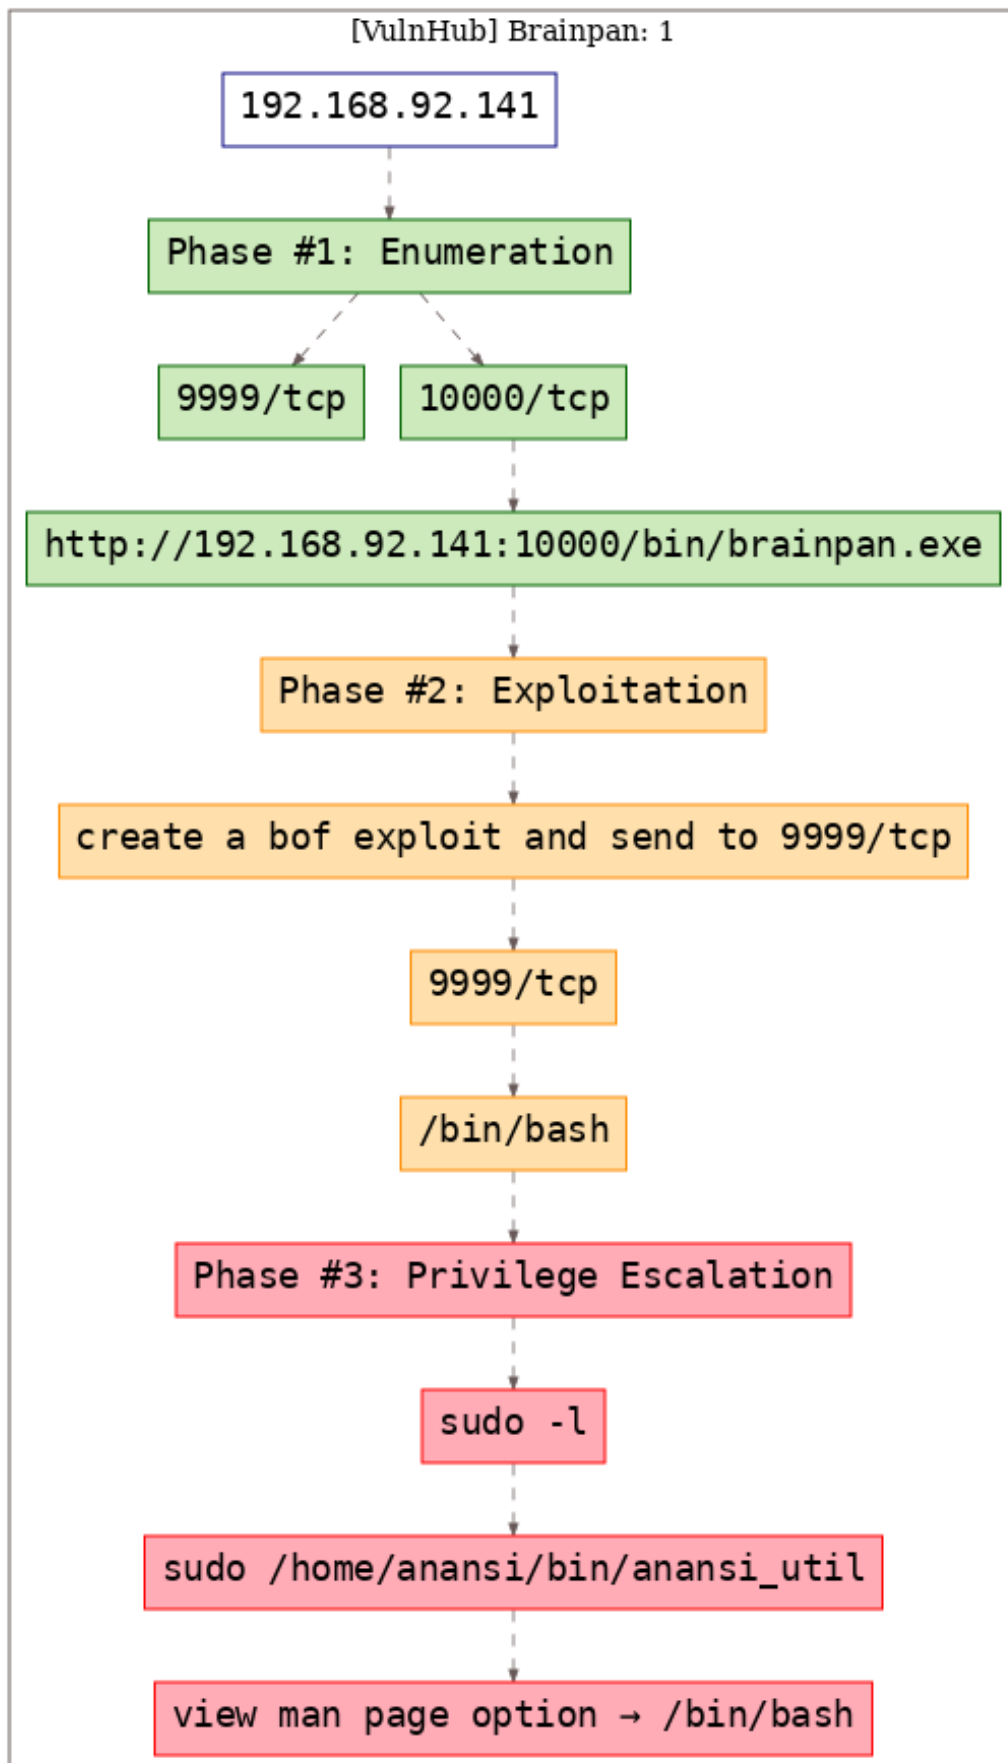 [VulnHub] Brainpan: 1
192.168.92.141
Phase #1: Enumeration
9999/tcp
10000/tcp
http://192.168.92.141:10000/bin/brainpan.exe
Phase #2: Exploitation
create a bof exploit and send to 9999/tcp
9999/tcp
/bin/bash
Phase #3: Privilege Escalation
sudo -l
sudo /home/anansi/bin/anansi_util
view man page option → /bin/bash